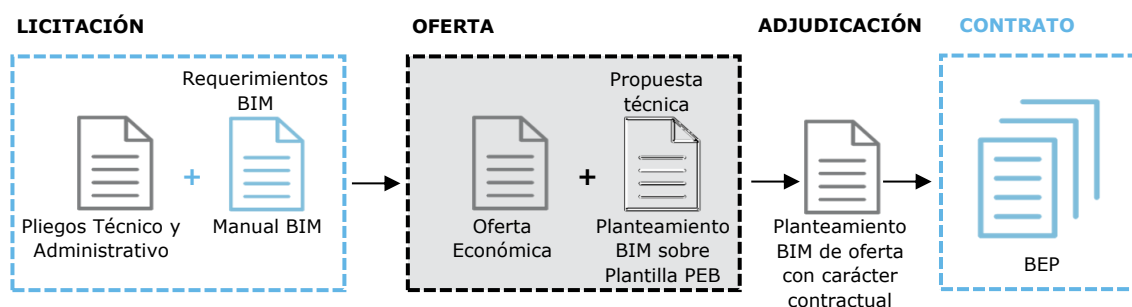 LICITACIÓN
Requerimientos
BIM
+
Pliegos Técnico y
Administrativo
Manual BIM
OFERTA
Propuesta
técnica
+
Oferta
Económica
Planteamiento
BIM sobre
Plantilla PEB
ADJUDICACIÓN
Planteamiento
BIM de oferta
con carácter
contractual
CONTRATO
BEP